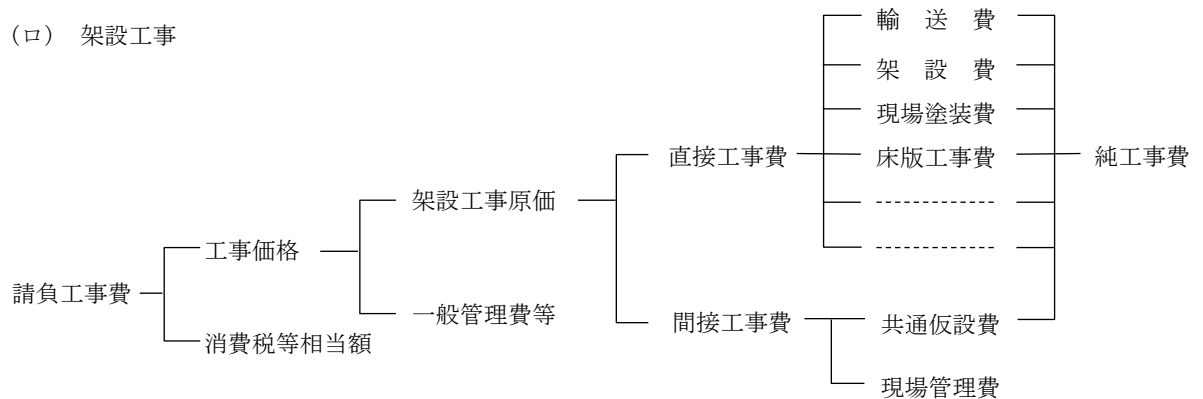 (ロ) 架設工事
輸送費
架設費
現場塗装費
直接工事費
床版工事費
純工事費
架設工事原価
-------------
工事価格
-------------
請負工事費
一般管理費等
間接工事費
共通仮設費
消費税等相当額
現場管理費